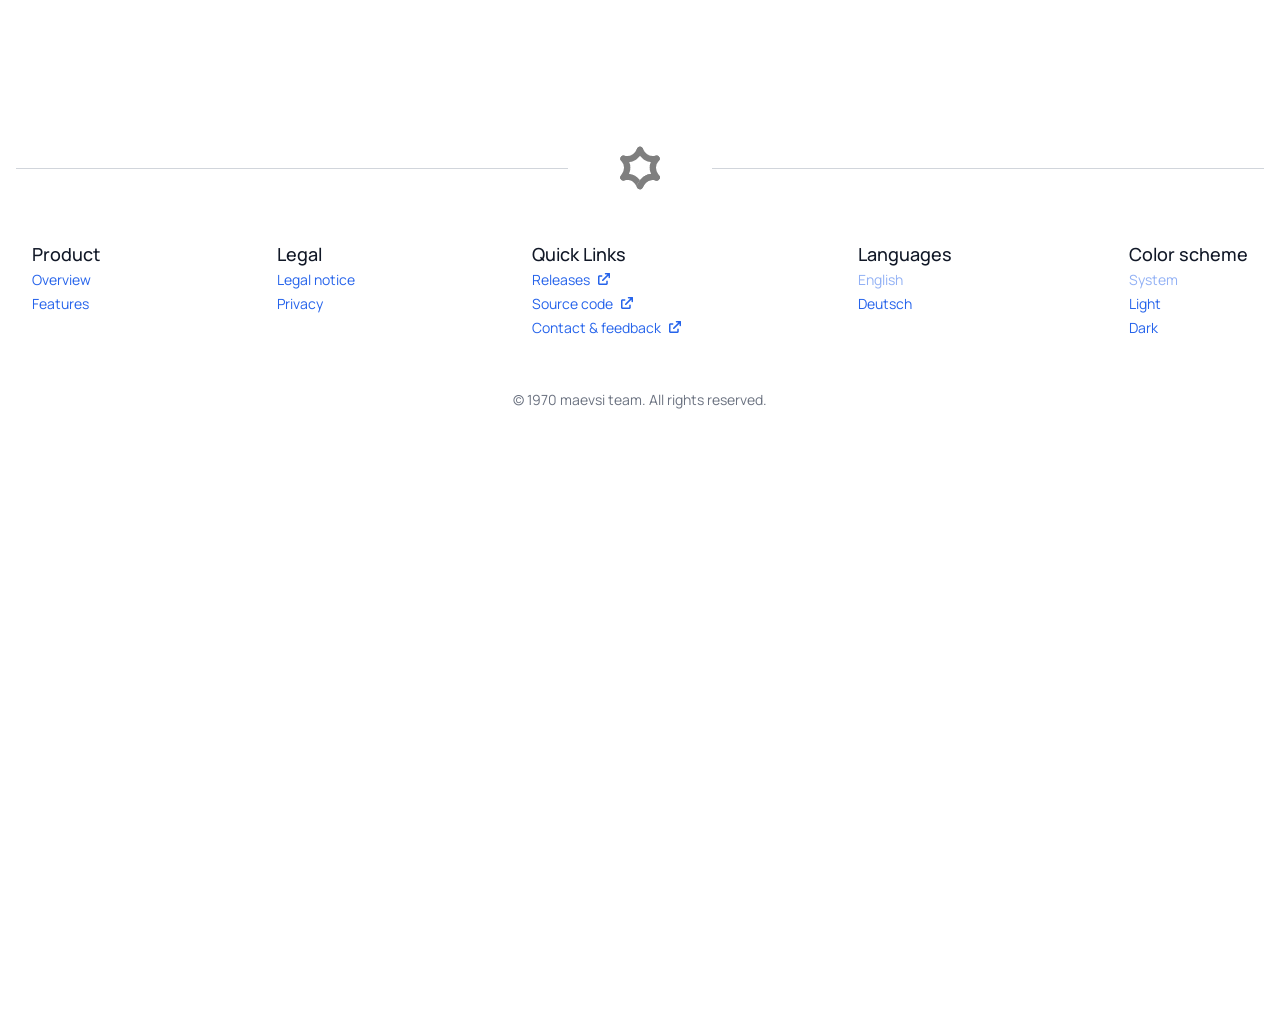 Product
Overview
Features
Legal
Legal notice
Privacy
Quick Links
Releases
Source code
Contact & feedback
Languages
English
Deutsch
Color scheme
System
Light
Dark
© 1970 maevsi team. All rights reserved.